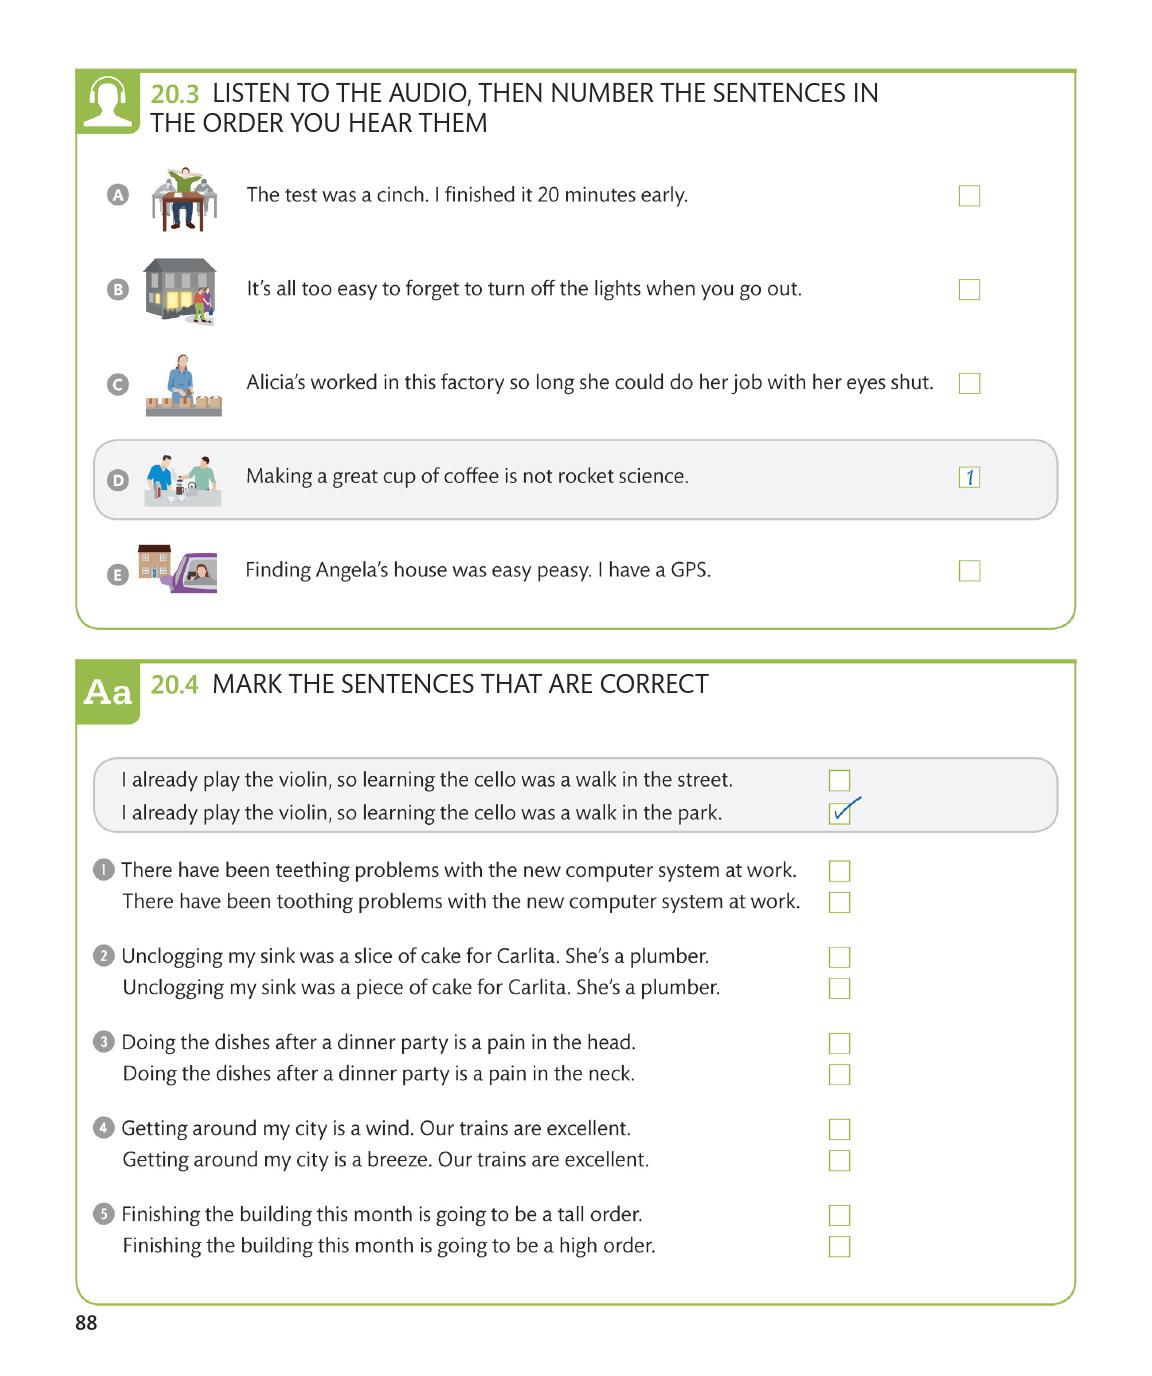 20.3 LISTEN TO THE AUDIO, THEN NUMBER THE SENTENCES IN
THE ORDER YOU HEAR THEM
A The test was a cinch. I finished it 20 minutes early.
B It’s all too easy to forget to turn off the lights when you go out.
C Alicia’s worked in this factory so long she could do her job with her eyes shut.
D Making a great cup of coffee is not rocket science. 1
E Finding Angela’s house was easy peasy. I have a GPS.
Aa 20.4 MARK THE SENTENCES THAT ARE CORRECT
I already play the violin, so learning the cello was a walk in the street.
I already play the violin, so learning the cello was a walk in the park.
1 There have been teething problems with the new computer system at work.
There have been toothing problems with the new computer system at work.
2 Unclogging my sink was a slice of cake for Carlita. She’s a plumber.
Unclogging my sink was a piece of cake for Carlita. She’s a plumber.
3 Doing the dishes after a dinner party is a pain in the head.
Doing the dishes after a dinner party is a pain in the neck.
4 Getting around my city is a wind. Our trains are excellent.
Getting around my city is a breeze. Our trains are excellent.
5 Finishing the building this month is going to be a tall order.
Finishing the building this month is going to be a high order.
88